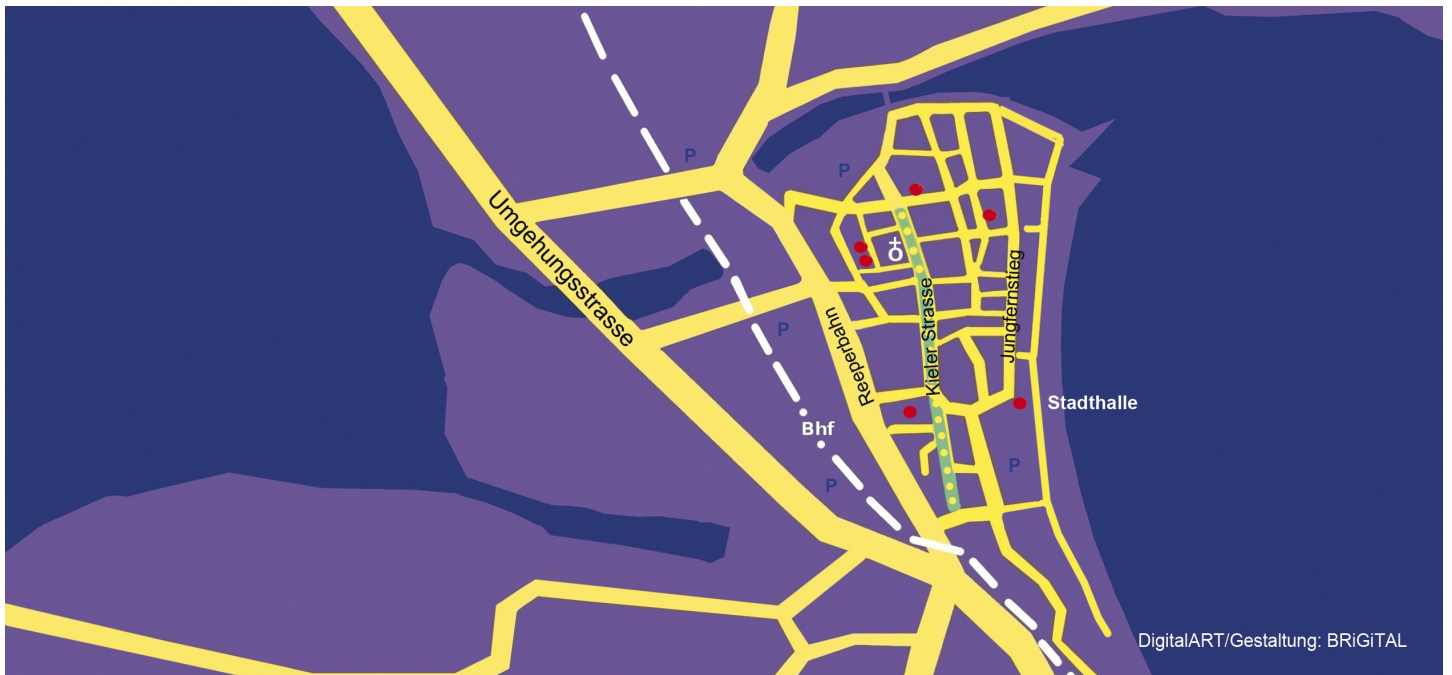 P
P
Umgehungsstrasse
Jungfernstieg
Kieler Strasse
Reeperbahn
P
Stadthalle
Bhf
P
P
DigitalART/Gestaltung: BRiGiTAL